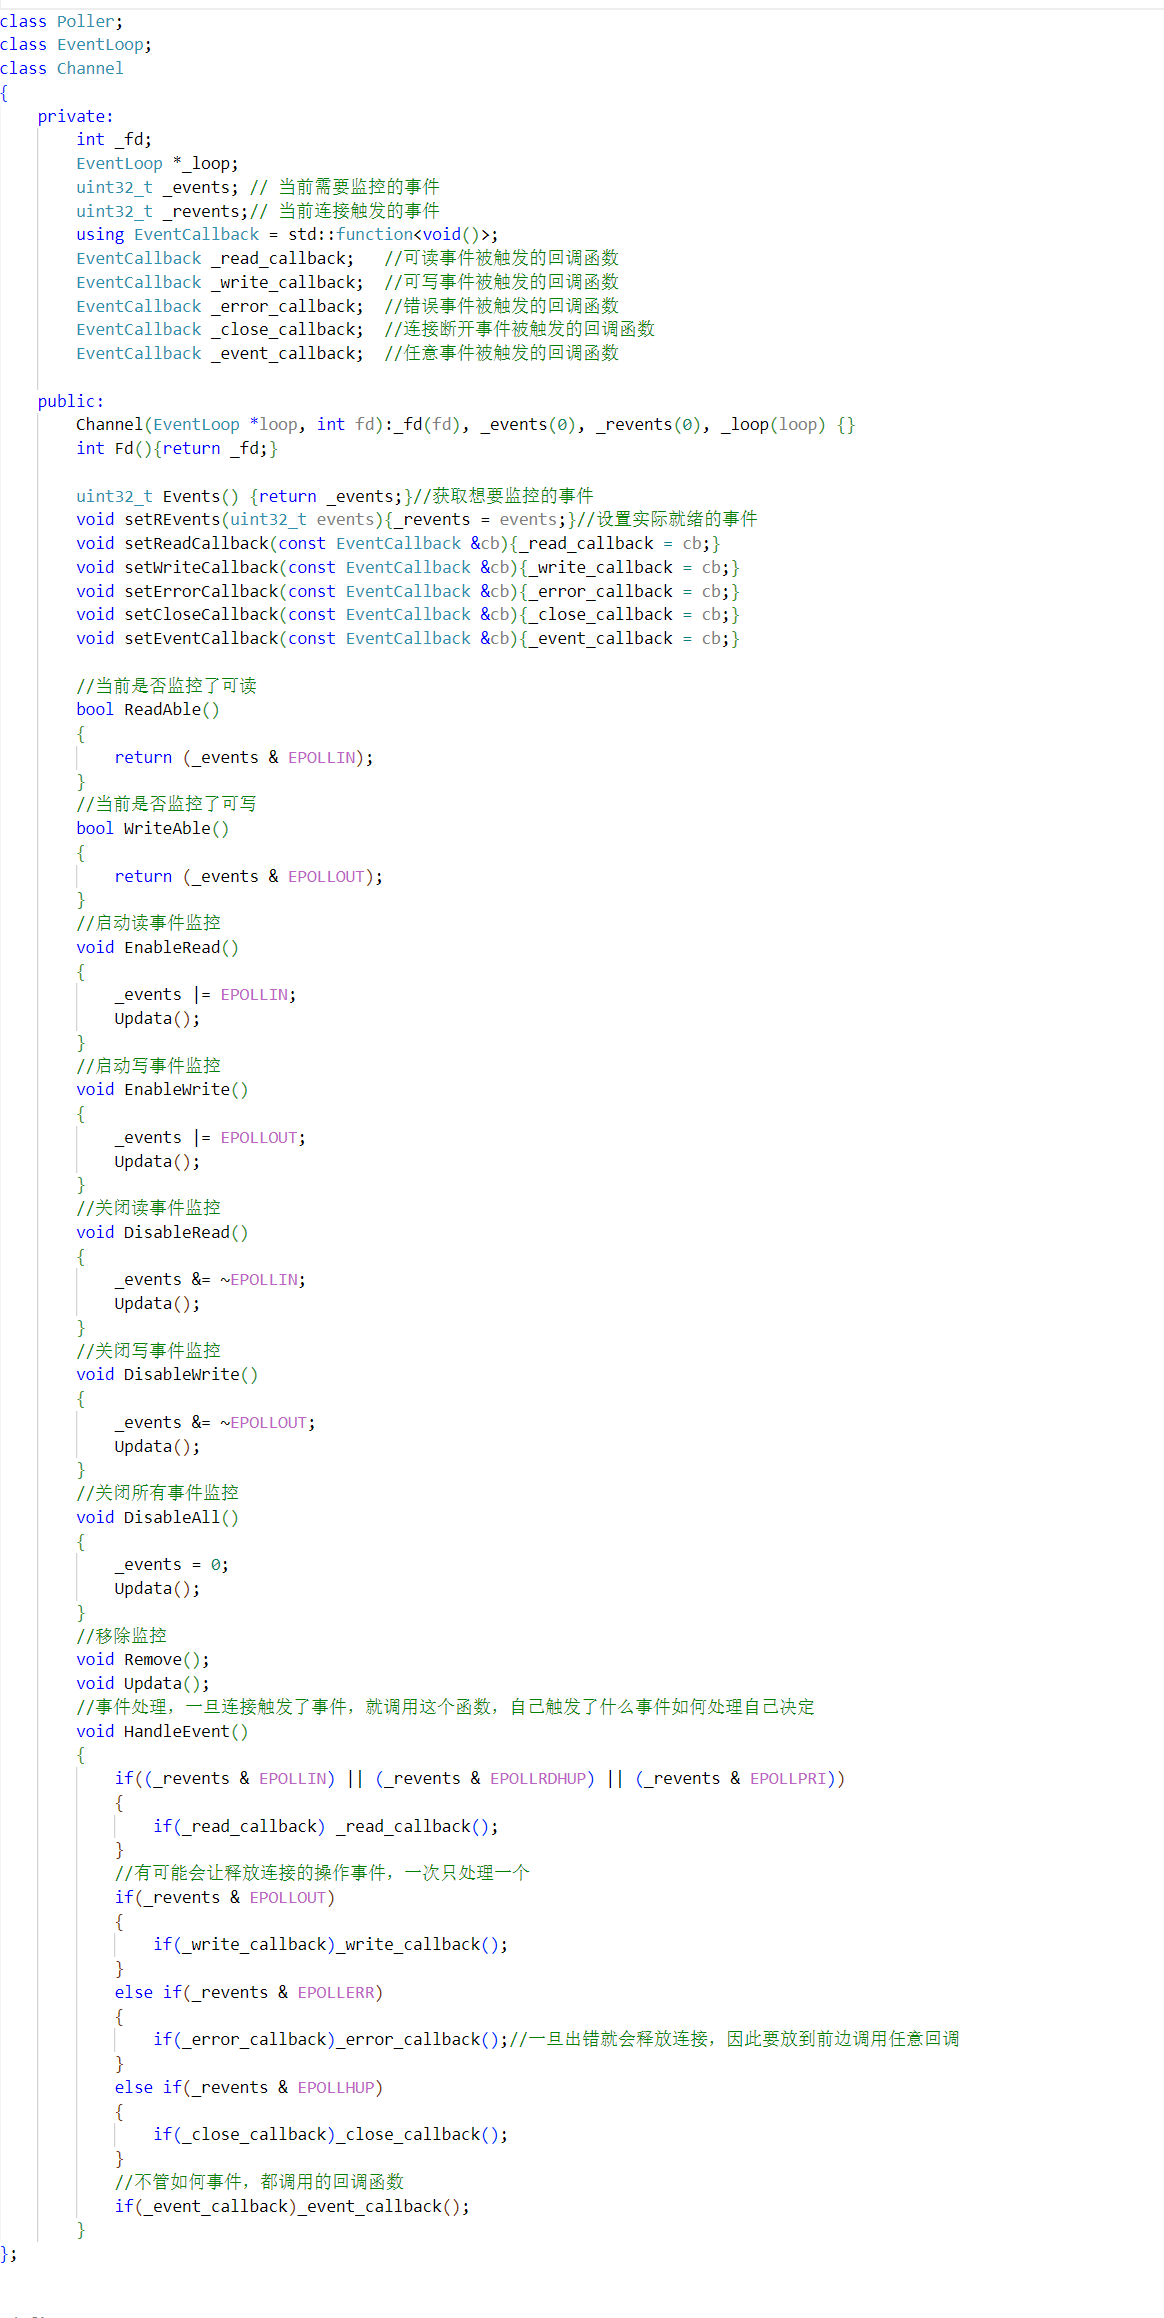 class Poller;
class EventLoop;
class Channel
{
    private:
        int _fd;
        EventLoop *_loop;
        uint32_t _events; // 当前需要监控的事件
        uint32_t _revents;// 当前连接触发的事件
        using EventCallback = std::function<void()>;
        EventCallback _read_callback;   //可读事件被触发的回调函数
        EventCallback _write_callback;  //可写事件被触发的回调函数
        EventCallback _error_callback;  //错误事件被触发的回调函数
        EventCallback _close_callback;  //连接断开事件被触发的回调函数
        EventCallback _event_callback;  //任意事件被触发的回调函数
    public:
        Channel(EventLoop *loop, int fd):_fd(fd), _events(0), _revents(0), _loop(loop) {}
        int Fd(){return _fd;}
        uint32_t Events() {return _events;}//获取想要监控的事件
        void setREvents(uint32_t events){_revents = events;}//设置实际就绪的事件
        void setReadCallback(const EventCallback &cb){_read_callback = cb;}
        void setWriteCallback(const EventCallback &cb){_write_callback = cb;}
        void setErrorCallback(const EventCallback &cb){_error_callback = cb;}
        void setCloseCallback(const EventCallback &cb){_close_callback = cb;}
        void setEventCallback(const EventCallback &cb){_event_callback = cb;}
        //当前是否监控了可读
        bool ReadAble()
        {
            return (_events & EPOLLIN);
        }
        //当前是否监控了可写
        bool WriteAble()
        {
            return (_events & EPOLLOUT);
        }
        //启动读事件监控
        void EnableRead()
        {
            _events |= EPOLLIN;
            Updata();
        }
        //启动写事件监控
        void EnableWrite()
        {
            _events |= EPOLLOUT;
            Updata();
        }
        //关闭读事件监控
        void DisableRead()
        {
            _events &= ~EPOLLIN;
            Updata();
        }
        //关闭写事件监控
        void DisableWrite()
        {
            _events &= ~EPOLLOUT;
            Updata();
        }
        //关闭所有事件监控
        void DisableAll()
        {
            _events = 0;
            Updata();
        }
        //移除监控
        void Remove();
        void Updata();
        //事件处理，一旦连接触发了事件，就调用这个函数，自己触发了什么事件如何处理自己决定
        void HandleEvent()
        {
            if((_revents & EPOLLIN) || (_revents & EPOLLRDHUP) || (_revents & EPOLLPRI))
            {
                if(_read_callback) _read_callback();
            }
            //有可能会让释放连接的操作事件，一次只处理一个
            if(_revents & EPOLLOUT)
            {
                if(_write_callback)_write_callback();
            }
            else if(_revents & EPOLLERR)
            {
                if(_error_callback)_error_callback();//一旦出错就会释放连接，因此要放到前边调用任意回调
            }
            else if(_revents & EPOLLHUP)
            {
                if(_close_callback)_close_callback();
            }
            //不管如何事件，都调用的回调函数
            if(_event_callback)_event_callback();
        }
};